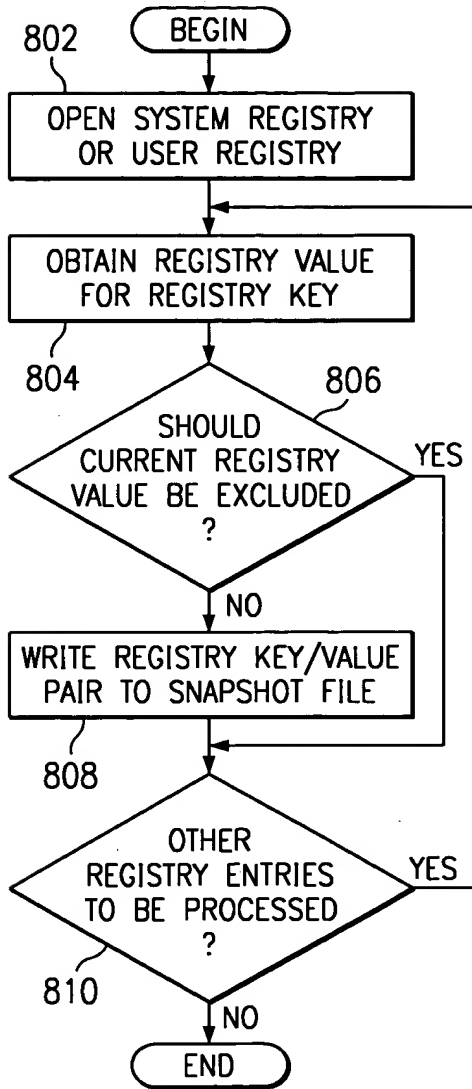 BEGIN
802
OPEN SYSTEM REGISTRY
OR USER REGISTRY
OBTAIN REGISTRY VALUE
FOR REGISTRY KEY
804
806
SHOULD
CURRENT REGISTRY
VALUE BE EXCLUDED
?
YES
NO
WRITE REGISTRY KEY/VALUE
PAIR TO SNAPSHOT FILE
808
OTHER
REGISTRY ENTRIES
TO BE PROCESSED
?
YES
810
NO
END